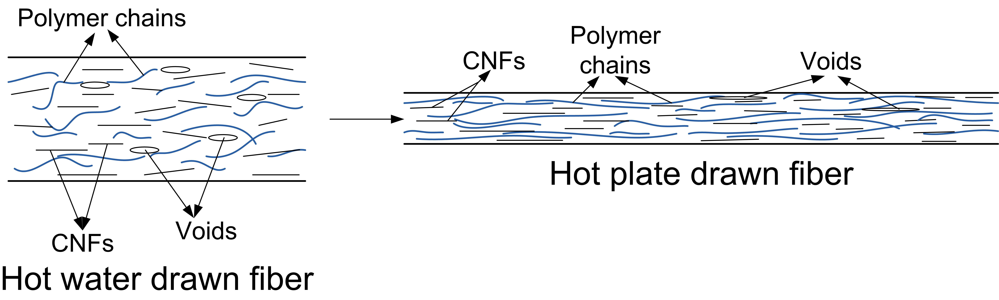 Polymer chains
CNFs
Voids
Hot water drawn fiber
CNFs
Polymer
chains
Voids
Hot plate drawn fiber